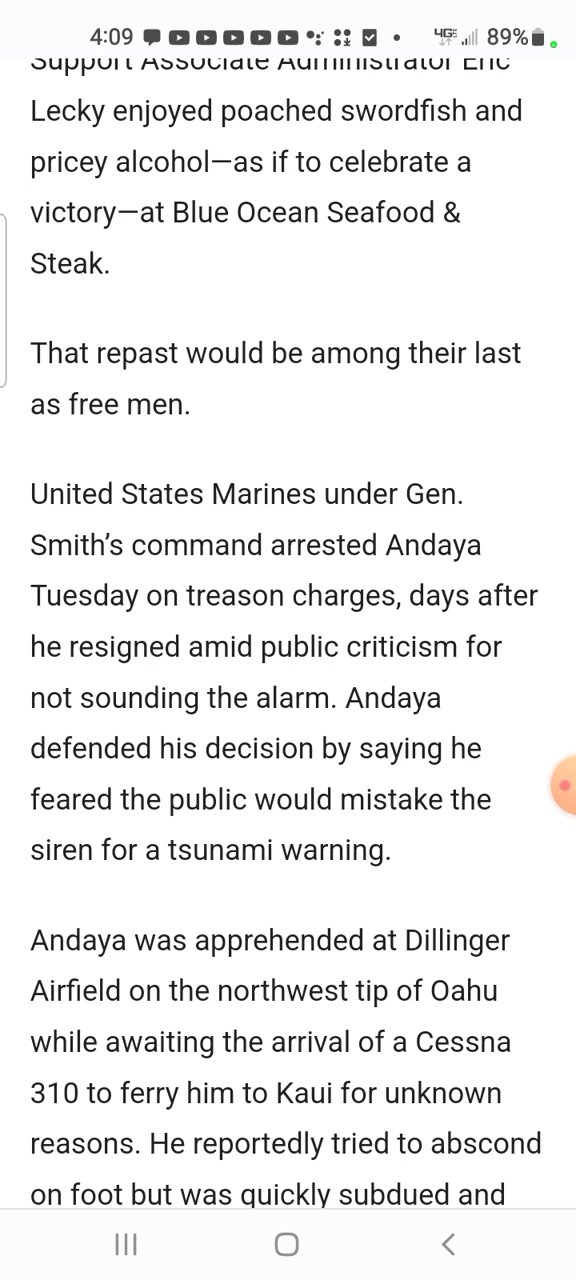 4:09
4G 89%
Support Associate Administrator Eric
Lecky enjoyed poached swordfish and
pricey alcohol—as if to celebrate a
victory—at Blue Ocean Seafood &
Steak.
That repast would be among their last
as free men.
United States Marines under Gen.
Smith’s command arrested Andaya
Tuesday on treason charges, days after
he resigned amid public criticism for
not sounding the alarm. Andaya
defended his decision by saying he
feared the public would mistake the
siren for a tsunami warning.
Andaya was apprehended at Dillinger
Airfield on the northwest tip of Oahu
while awaiting the arrival of a Cessna
310 to ferry him to Kaui for unknown
reasons. He reportedly tried to abscond
on foot but was quickly subdued and